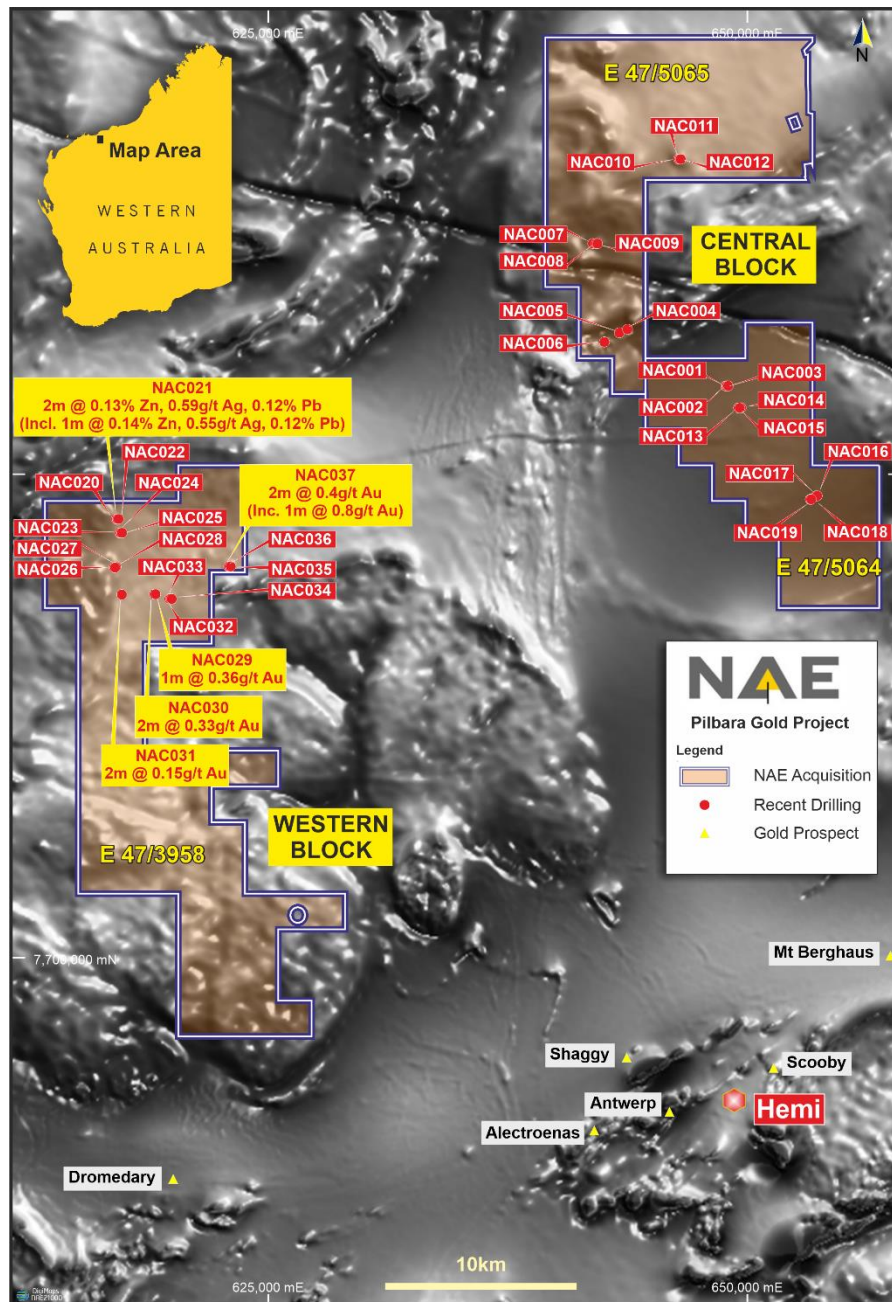 625,000 mE
650,000 mE
N
E 47/5065
Map Area
WESTERN
AUSTRALIA
NAC011
NAC010
NAC012
NAC007
NAC009
NAC008
CENTRAL
BLOCK
NAC005
NAC004
NAC006
NAC001
NAC003
NAC002
NAC014
NAC013
NAC015
NAC016
NAC017
NAC019
NAC018
E 47/5064
NAC021
2m @ 0.13% Zn, 0.59g/t Ag, 0.12% Pb
(Incl. 1m @ 0.14% Zn, 0.55g/t Ag, 0.12% Pb)
NAC022
NAC020
NAC024
NAC037
2m @ 0.4g/t Au
(Inc. 1m @ 0.8g/t Au)
NAC023
NAC025
NAC027
NAC028
NAC036
NAC026
NAC033
NAC035
NAC034
NAC032
NAC029
1m @ 0.36g/t Au
NAC030
2m @ 0.33g/t Au
NAC031
2m @ 0.15g/t Au
WESTERN
BLOCK
E 47/3958
NAE
Pilbara Gold Project
Legend
NAE Acquisition
Recent Drilling
Gold Prospect
7,700,000 mN
Mt Berghaus
Shaggy
Scooby
Antwerp
Hemi
Alectroenas
Dromedary
10km
625,000 mE
650,000 mE
DigiMaps